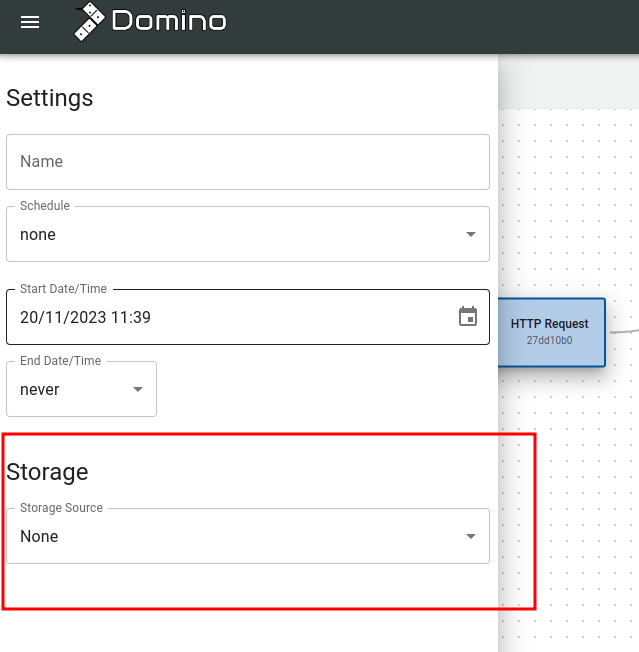 Domino
Settings
Name
Schedule
none
Start Date/Time
20/11/2023 11:39
End Date/Time
never
HTTP Request
27dd10b0
Storage
Storage Source
None